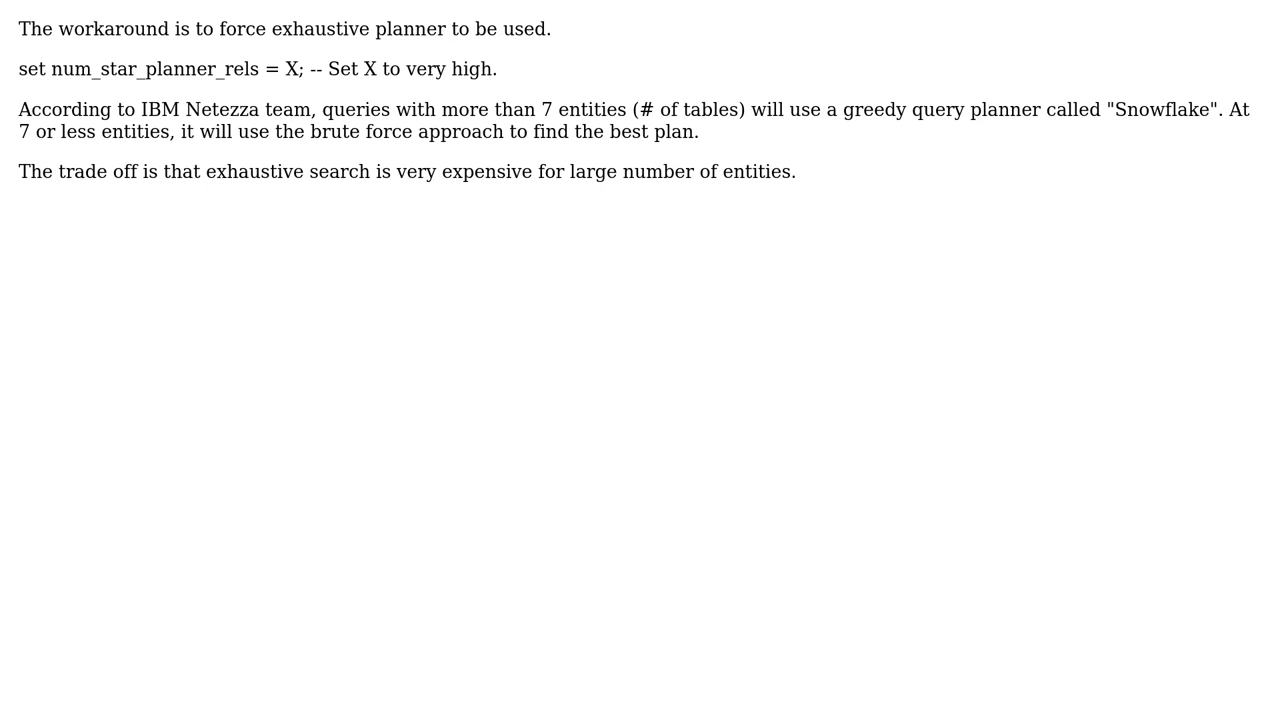 The workaround is to force exhaustive planner to be used.
set num_star_planner_rels = X; -- Set X to very high.
According to IBM Netezza team, queries with more than 7 entities (# of tables) will use a greedy query planner called "Snowflake". At
7 or less entities, it will use the brute force approach to find the best plan.
The trade off is that exhaustive search is very expensive for large number of entities.